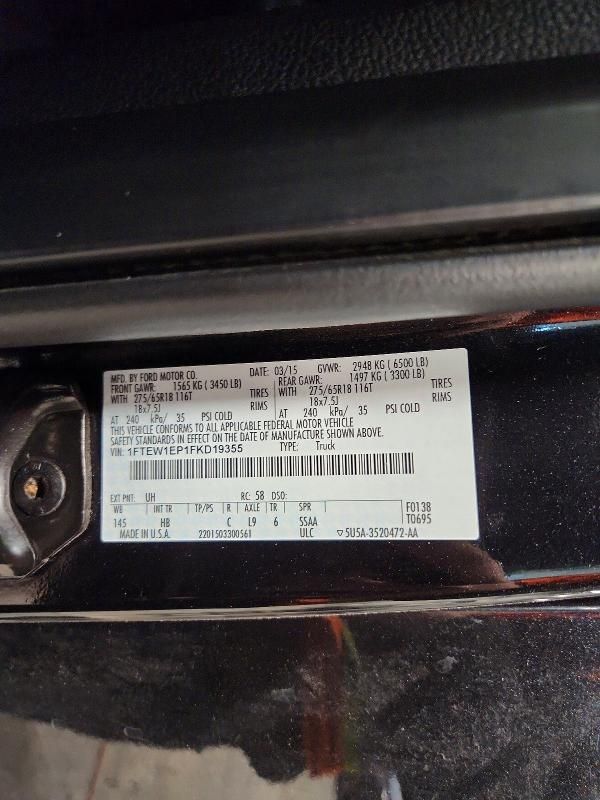 MFD. BY FORD MOTOR CO. DATE: 03/15 GVWR: 2948 KG (6500 LB)
FRONT GAWR: 1565 KG (3450 LB) REAR GAWR: 1497 KG (3300 LB)
WITH 275/65R18 116T TIRES WITH 275/65R18 116T TIRES
18x7.5J RIMS 18x7.5J RIMS
AT 240 kPa/ 35 PSI COLD AT 240 kPa/ 35 PSI COLD
THIS VEHICLE CONFORMS TO ALL APPLICABLE FEDERAL MOTOR VEHICLE
SAFETY STANDARDS IN EFFECT ON THE DATE OF MANUFACTURE SHOWN ABOVE.
VIN: 1FTEW1EP1FKD19355 TYPE: Truck
EXT PNT: UH RC: 58 DSO:
WB INT TR TP/PS R AXLE TR SPR F0138
145 HB C L9 6 SSAA T0695
MADE IN U.S.A. 2201503300561 ULC ▽5U5A-3520472-AA